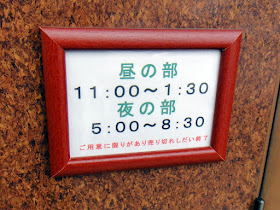 昼の部
11:00〜1:30
夜の部
5:00〜8:30
ご用意に限りがあり売り切れしだい終了